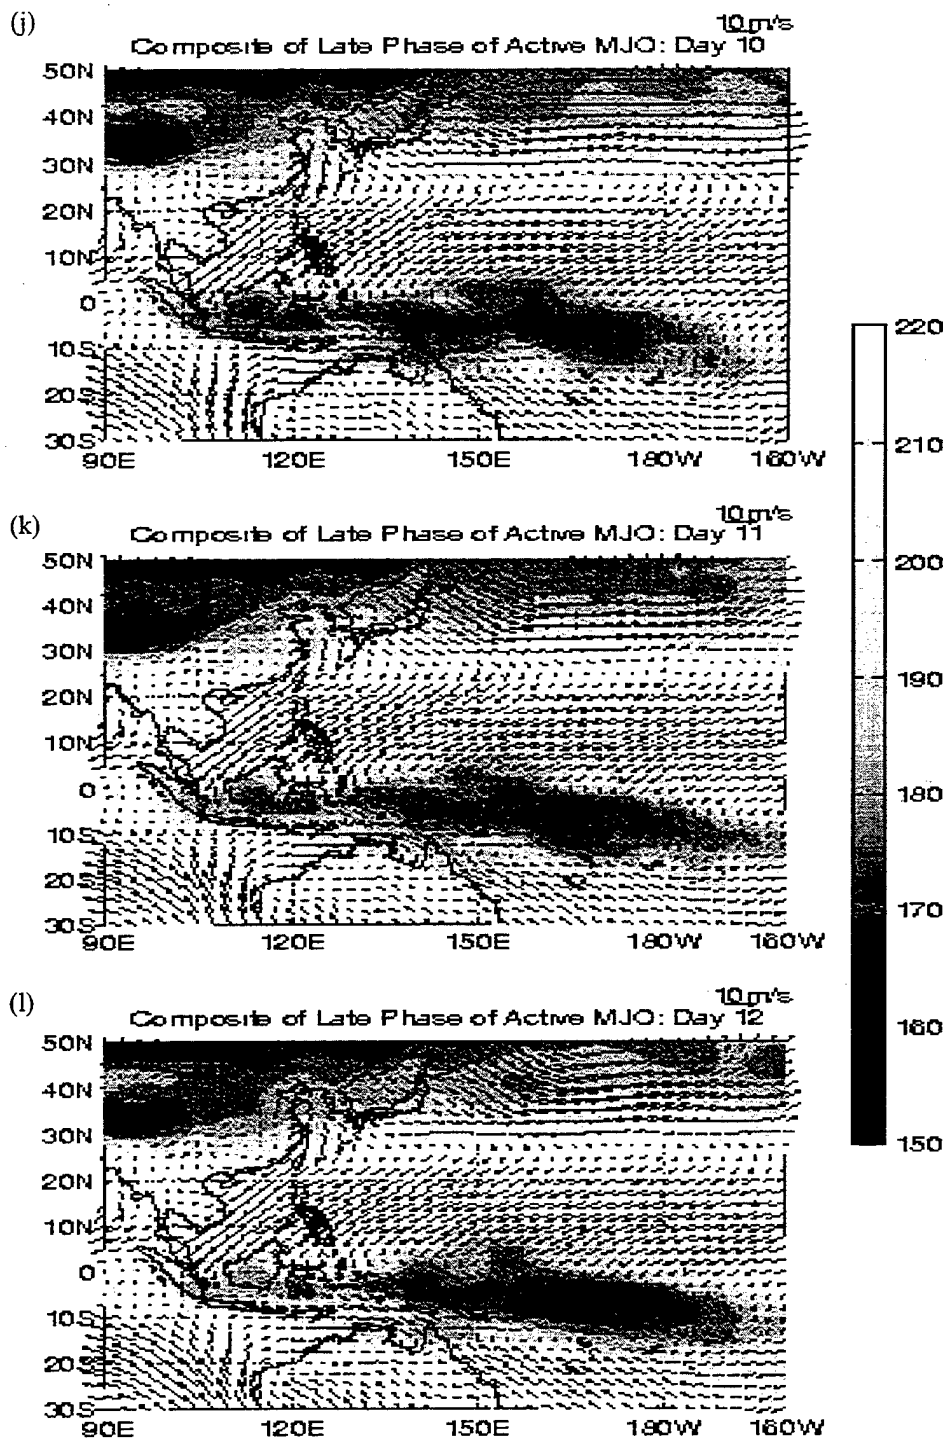 (j)
10 m/s
Composite of Late Phase of Active MJO: Day 10
50N
40N
30N
20N
10N
0
10S
20S
30S
90E 120E 150E 180W 160W
(k)
10 m/s
Composite of Late Phase of Active MJO: Day 11
50N
40N
30N
20N
10N
0
10S
20S
30S
90E 120E 150E 180W 160W
(l)
10 m/s
Composite of Late Phase of Active MJO: Day 12
50N
40N
30N
20N
10N
0
10S
20S
30S
90E 120E 150E 180W 160W
220
210
200
190
180
170
160
150